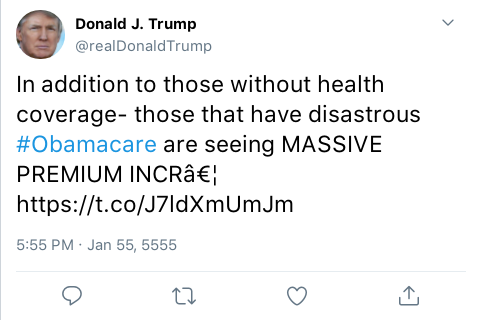 Donald J. Trump
@realDonaldTrump
In addition to those without health
coverage- those that have disastrous
#Obamacare are seeing MASSIVE
PREMIUM INCRâ€¦
https://t.co/J7ldXmUmJm
5:55 PM · Jan 55, 5555